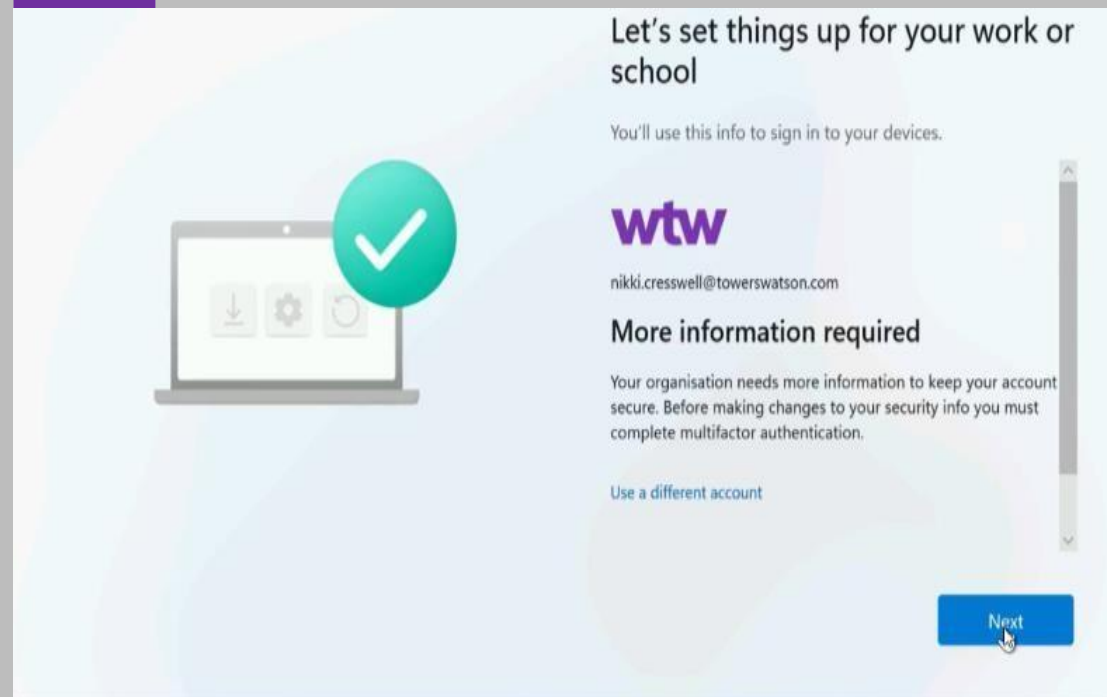 Let's set things up for your work or
school
You'll use this info to sign in to your devices.
wtw
nikki.cresswell@towerswatson.com
More information required
Your organisation needs more information to keep your account
secure. Before making changes to your security info you must
complete multifactor authentication.
Use a different account
Next